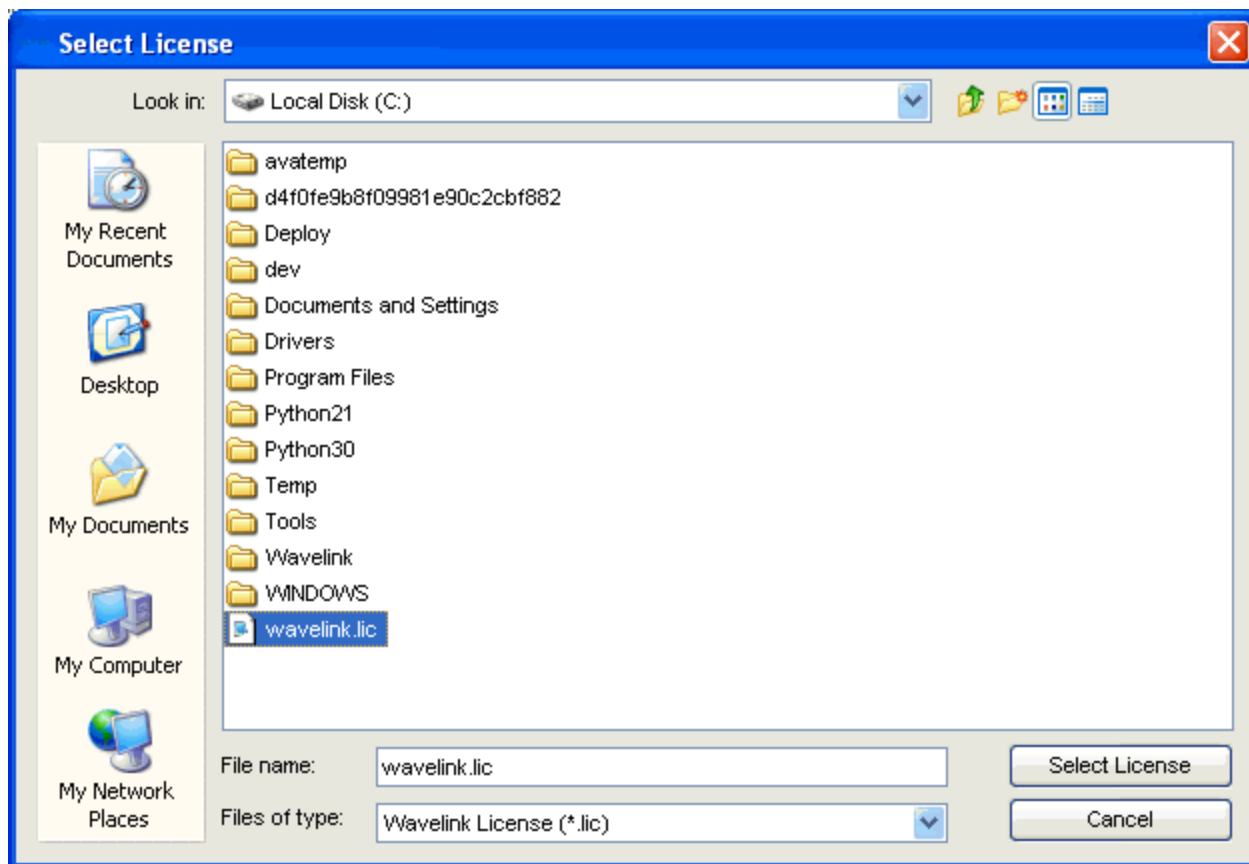 Select License
Look in:
Local Disk (C:)
My Recent
Documents
Desktop
My Documents
My Computer
My Network
Places
avatemp
d4f0fe9b8f09981e90c2cbf882
Deploy
dev
Documents and Settings
Drivers
Program Files
Python21
Python30
Temp
Tools
Wavelink
WINDOWS
wavelink.lic
File name:
wavelink.lic
Select License
Files of type:
Wavelink License (*.lic)
Cancel